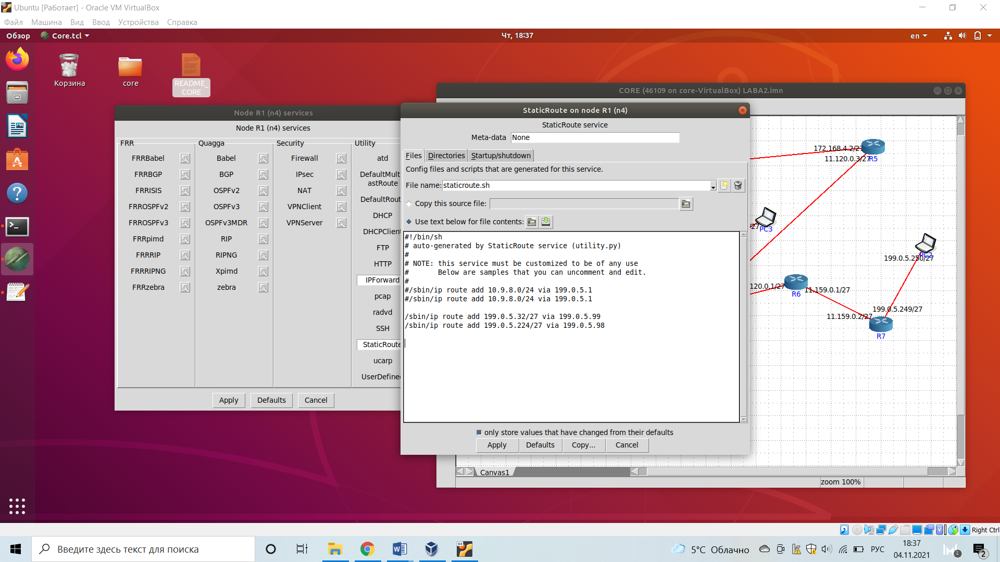 Ubuntu [Работает] - Oracle VM VirtualBox
Файл Машина Вид Ввод Устройства Справка
Обзор Core.tcl Чт, 18:37 en
Корзина
core
README_
CORE
CORE (46109 on core-VirtualBox) LABA2.imn
Node R1 (n4) services
Node R1 (n4) services
FRR
FRRBabel
FRRBGP
FRRISIS
FRROSPFv2
FRROSPFv3
FRRpimd
FRRRIP
FRRRIPNG
FRRzebra
Quagga
Babel
BGP
OSPFv2
OSPFv3
OSPFv3MDR
RIP
RIPNG
Xpimd
zebra
Security
Firewall
IPsec
NAT
VPNClient
VPNServer
Utility
atd
DefaultMult
astRoute
DefaultRout
DHCP
DHCPClient
FTP
HTTP
IPForward
pcap
radvd
SSH
StaticRoute
ucarp
UserDefined
Apply Defaults Cancel
StaticRoute on node R1 (n4)
StaticRoute service
Meta-data None
Files Directories Startup/shutdown
Config files and scripts that are generated for this service.
File name: staticroute.sh
Copy this source file:
Use text below for file contents:
#!/bin/sh
# auto-generated by StaticRoute service (utility.py)
#
# NOTE: this service must be customized to be of any use
#       Below are samples that you can uncomment and edit.
#
#/sbin/ip route add 10.9.8.0/24 via 199.0.5.1
#/sbin/ip route add 10.9.8.0/24 via 199.0.5.1
/sbin/ip route add 199.0.5.32/27 via 199.0.5.99
/sbin/ip route add 199.0.5.224/27 via 199.0.5.98
only store values that have changed from their defaults
Apply Defaults Copy... Cancel
172.168.4.2/27
11.120.0.3/27
R5
27
PC3
199.0.5.250/27
PC2
120.0.1/27
R6
11.159.0.1/27
199.0.5.249/27
11.159.0.2/27
R7
Canvas1
zoom 100%
Right Ctrl
Введите здесь текст для поиска
64
5°C Облачно
РУС
18:37
04.11.2021
3
2